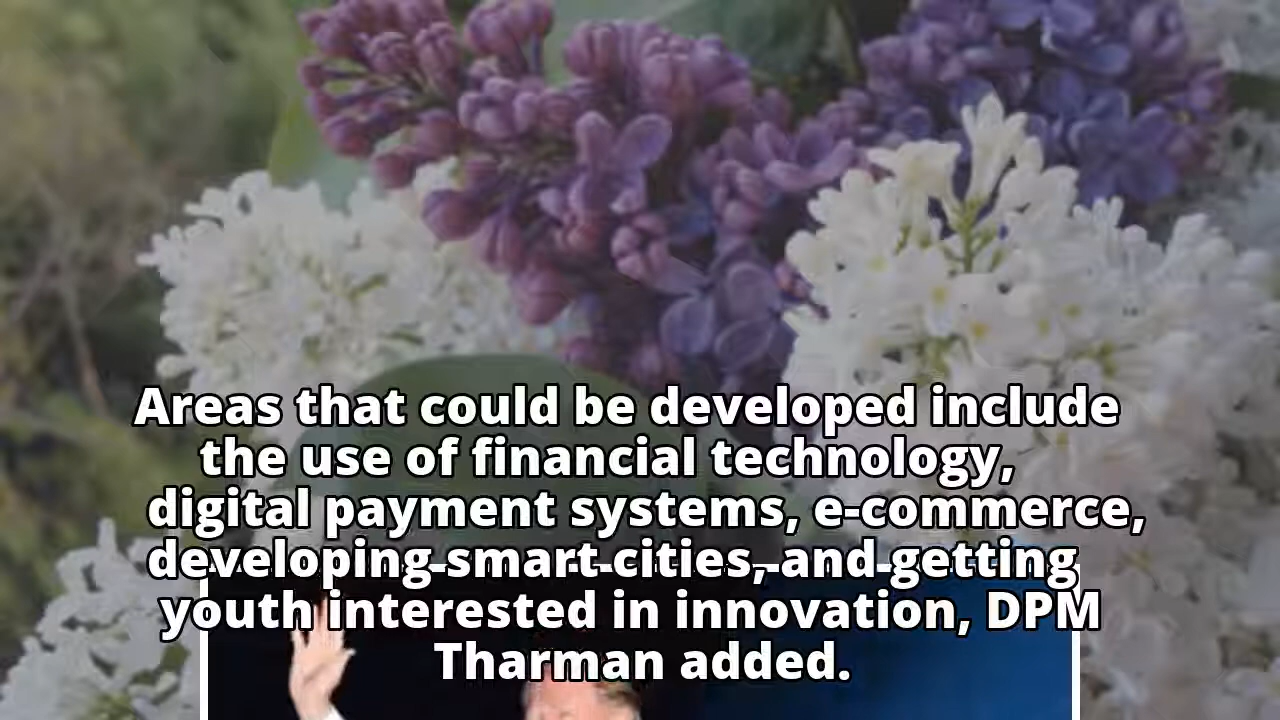 Areas that could be developed include
the use of financial technology,
digital payment systems, e-commerce,
developing smart cities, and getting
youth interested in innovation, DPM
Tharman added.